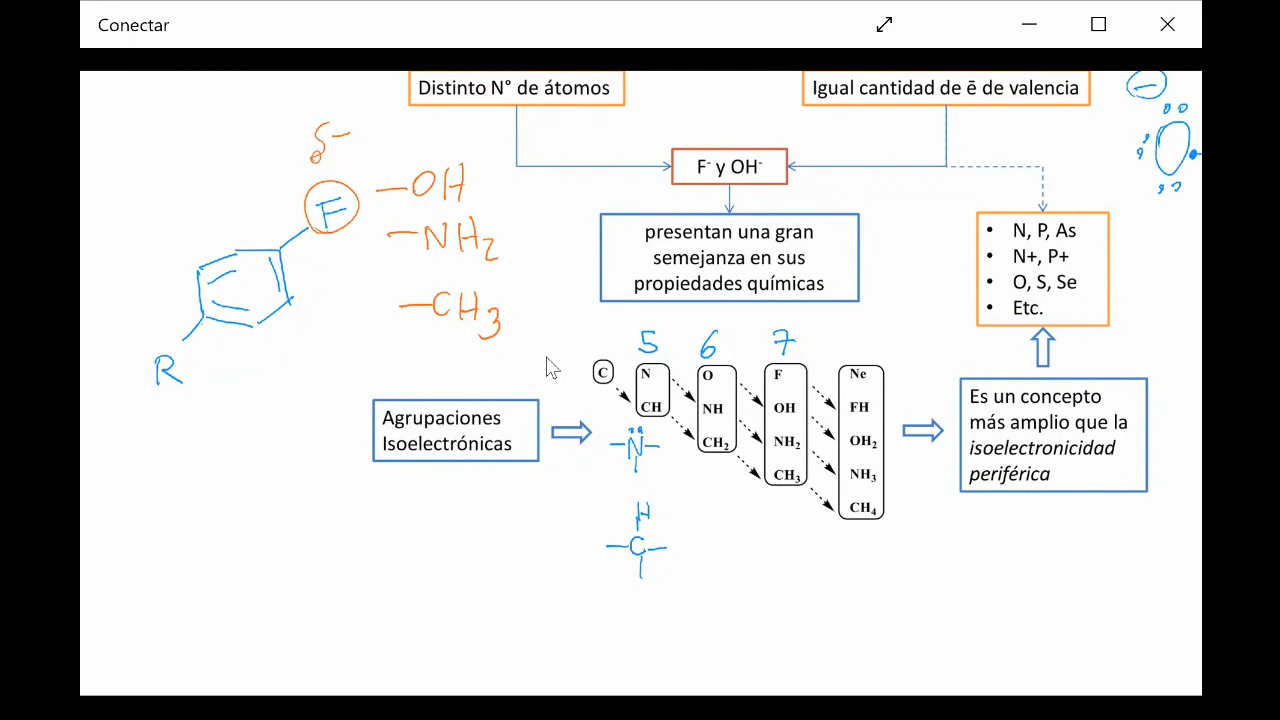 Conectar
Distinto N° de átomos
Igual cantidad de ē de valencia
F⁻ y OH⁻
presentan una gran
semejanza en sus
propiedades químicas
• N, P, As
• N+, P+
• O, S, Se
• Etc.
δ−
F
—OH
—NH₂
—CH₃
R
5 6 7
C N O F Ne
CH NH OH FH
CH₂ NH₂ OH₂
CH₃ NH₃
CH₄
Agrupaciones
Isoelectrónicas
Es un concepto
más amplio que la
isoelectronicidad
periférica
—N—
H
—C—